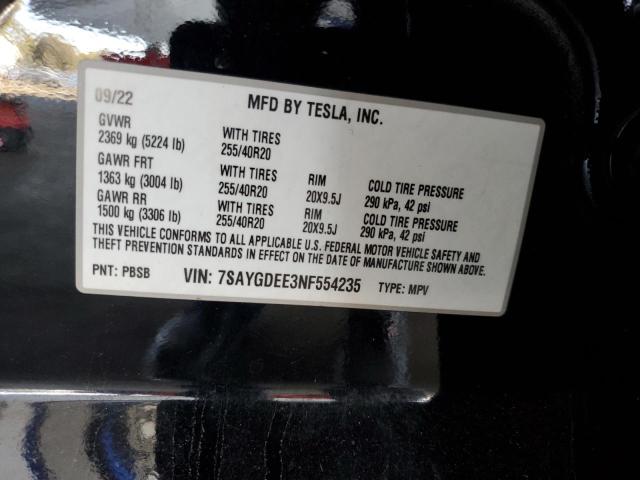 09/22 MFD BY TESLA, INC.
GVWR
2369 kg (5224 lb) WITH TIRES 255/40R20
GAWR FRT
1363 kg (3004 lb) WITH TIRES 255/40R20 RIM 20X9.5J COLD TIRE PRESSURE 290 kPa, 42 psi
GAWR RR
1500 kg (3306 lb) WITH TIRES 255/40R20 RIM 20X9.5J COLD TIRE PRESSURE 290 kPa, 42 psi
THIS VEHICLE CONFORMS TO ALL APPLICABLE U.S. FEDERAL MOTOR VEHICLE SAFETY AND
THEFT PREVENTION STANDARDS IN EFFECT ON THE DATE OF MANUFACTURE SHOWN ABOVE.
PNT: PBSB VIN: 7SAYGDEE3NF554235 TYPE: MPV